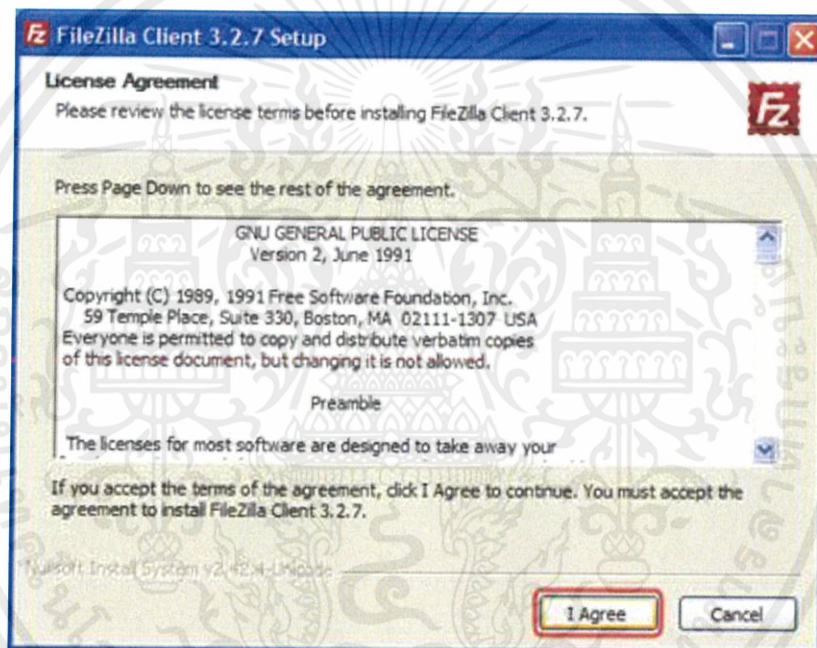 FileZilla Client 3.2.7 Setup
License Agreement
Please review the license terms before installing FileZilla Client 3.2.7.
Fz
Press Page Down to see the rest of the agreement.
GNU GENERAL PUBLIC LICENSE
Version 2, June 1991
Copyright (C) 1989, 1991 Free Software Foundation, Inc.
59 Temple Place, Suite 330, Boston, MA 02111-1307 USA
Everyone is permitted to copy and distribute verbatim copies
of this license document, but changing it is not allowed.
Preamble
The licenses for most software are designed to take away your
If you accept the terms of the agreement, click I Agree to continue. You must accept the
agreement to install FileZilla Client 3.2.7.
Nullsoft Install System v2.42.4-Unicode
I Agree
Cancel